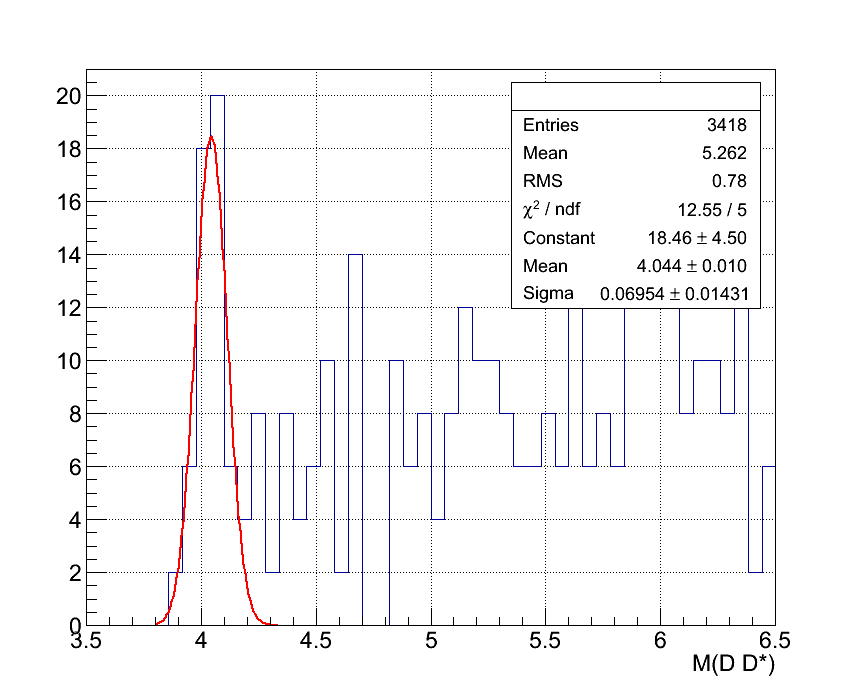 Entries 3418
Mean 5.262
RMS 0.78
χ² / ndf 12.55 / 5
Constant 18.46 ± 4.50
Mean 4.044 ± 0.010
Sigma 0.06954 ± 0.01431
20
18
16
14
12
10
8
6
4
2
0
3.5 4 4.5 5 5.5 6 6.5
M(D D*)